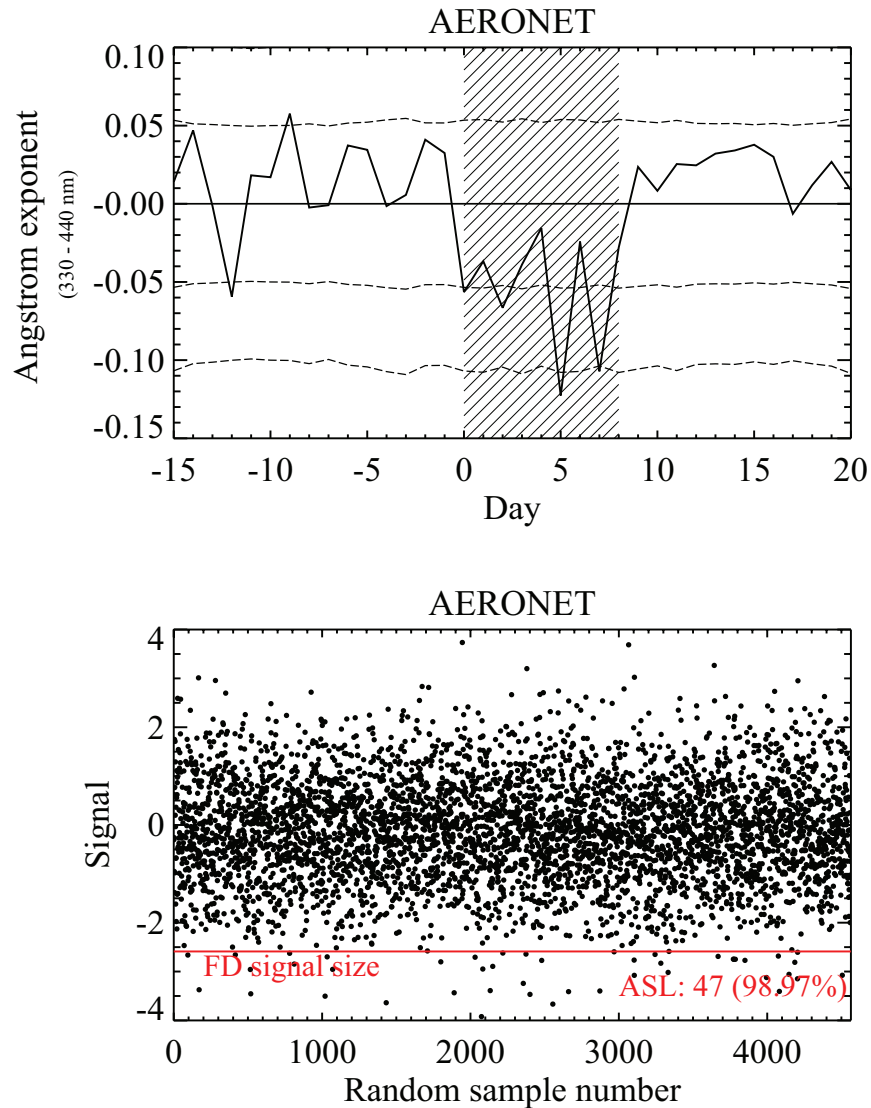 AERONET
0.10
0.05
-0.00
-0.05
-0.10
-0.15
Angstrom exponent
(330 - 440 nm)
-15 -10 -5 0 5 10 15 20
Day
AERONET
4
2
0
-2
-4
Signal
FD signal size
ASL: 47 (98.97%)
0 1000 2000 3000 4000
Random sample number